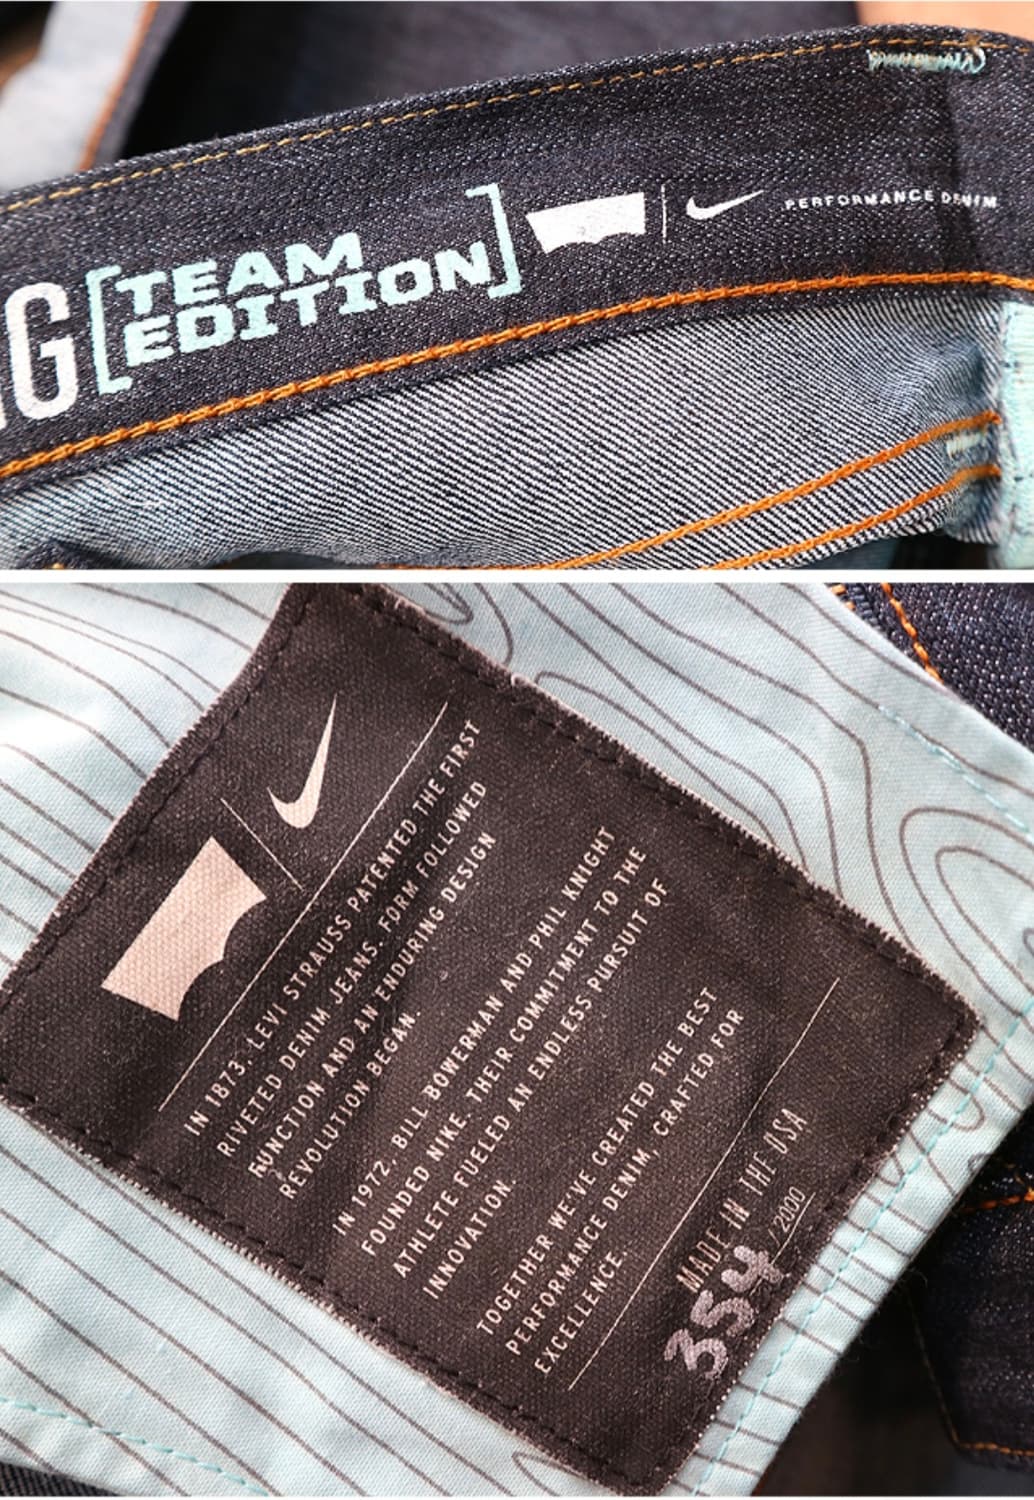 G [TEAM EDITION] PERFORMANCE DENIM
IN 1873, LEVI STRAUSS PATENTED THE FIRST
RIVETED DENIM JEANS. FORM FOLLOWED
FUNCTION AND AN ENDURING DESIGN
REVOLUTION BEGAN.
IN 1972, BILL BOWERMAN AND PHIL KNIGHT
FOUNDED NIKE. THEIR COMMITMENT TO THE
ATHLETE FUELED AN ENDLESS PURSUIT OF
INNOVATION.
TOGETHER WE'VE CREATED THE BEST
PERFORMANCE DENIM, CRAFTED FOR
EXCELLENCE.
MADE IN THE USA
354 /2000